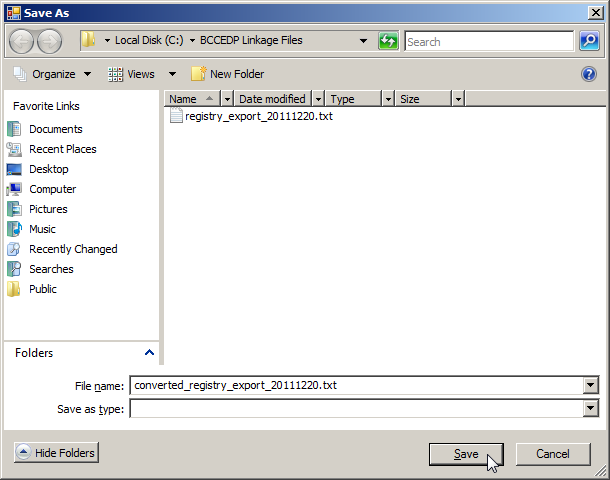 Save As
Local Disk (C:) BCCEDP Linkage Files Search
Organize Views New Folder
Favorite Links
Documents
Recent Places
Desktop
Computer
Pictures
Music
Recently Changed
Searches
Public
Folders
Name Date modified Type Size
registry_export_20111220.txt
File name: converted_registry_export_20111220.txt
Save as type:
Hide Folders Save Cancel